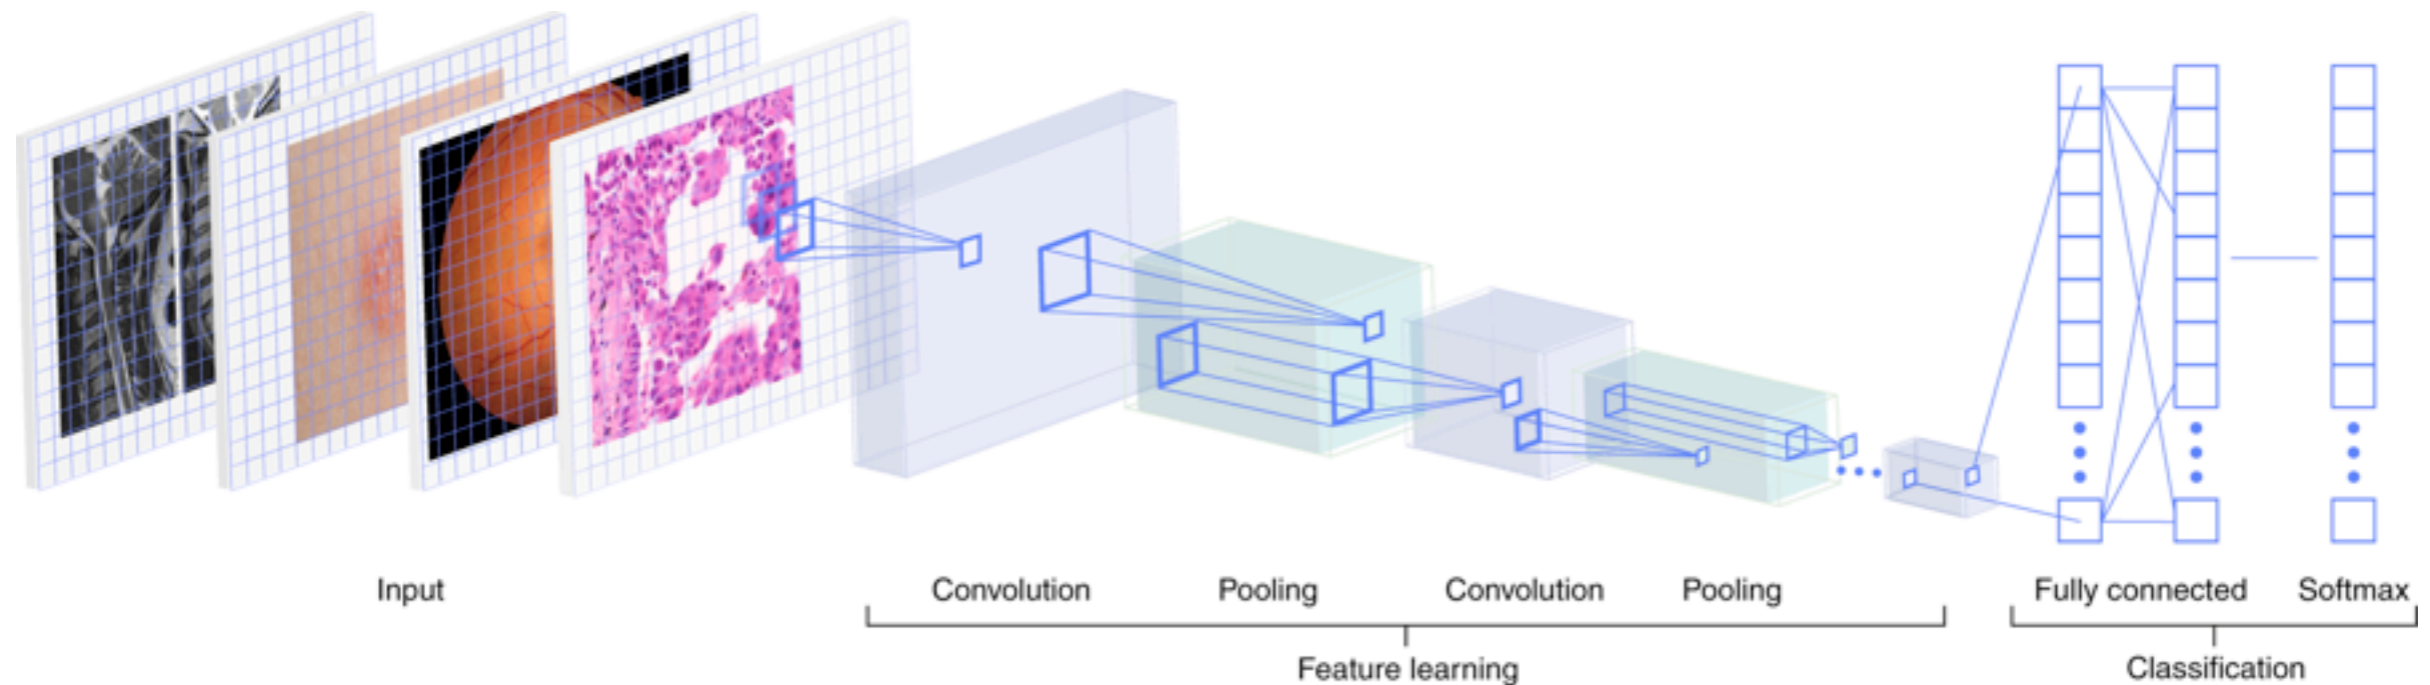 Input
Convolution
Pooling
Convolution
Pooling
Fully connected
Softmax
Feature learning
Classification